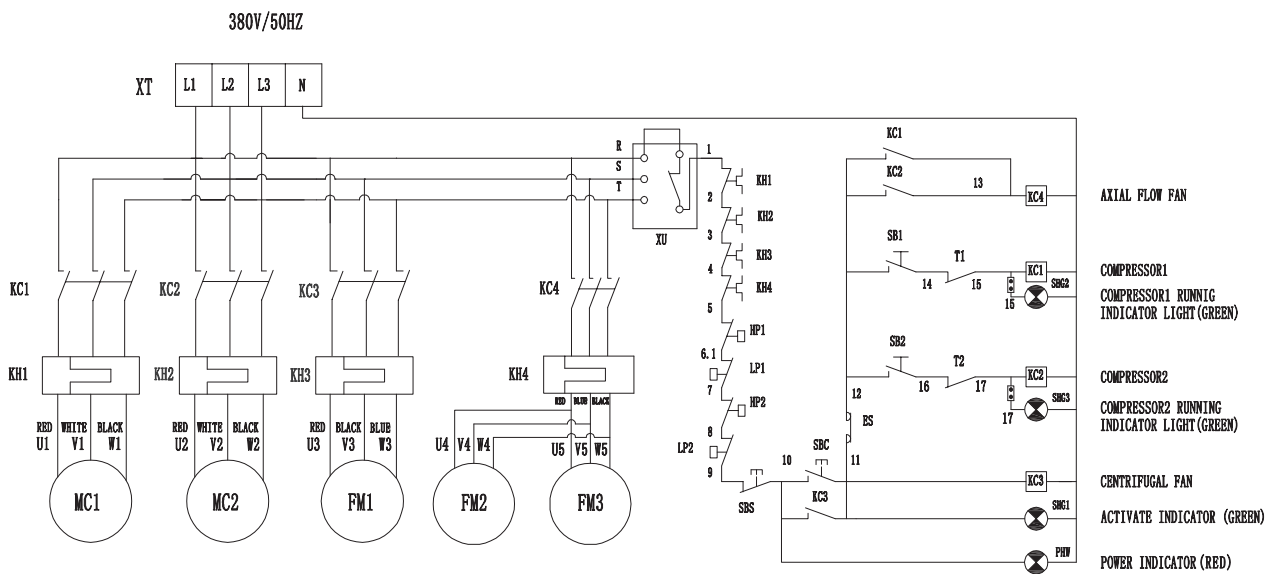 380V/50HZ
XT L1 L2 L3 N
R
S
T
XU
1
KH1
2
KH2
3
KH3
4
KH4
5
HP1
6.1
LP1
7
HP2
8
LP2
9
SBS
10
SBC
KC3
11
ES
12
KC1
KC2
13
KC4
AXIAL FLOW FAN
SB1
14
T1
15
KC1
COMPRESSOR1
15
SHG2
COMPRESSOR1 RUNNIG
INDICATOR LIGHT(GREEN)
SB2
16
T2
17
KC2
COMPRESSOR2
17
SHG3
COMPRESSOR2 RUNNING
INDICATOR LIGHT(GREEN)
KC3
CENTRIFUGAL FAN
SHG1
ACTIVATE INDICATOR (GREEN)
PHW
POWER INDICATOR(RED)
KC1 KC2 KC3 KC4
KH1 KH2 KH3 KH4
RED WHITE BLACK
U1 V1 W1
RED WHITE BLACK
U2 V2 W2
RED BLACK BLUE
U3 V3 W3
RED BLUE BLACK
U4 V4 W4
U5 V5 W5
MC1 MC2 FM1 FM2 FM3